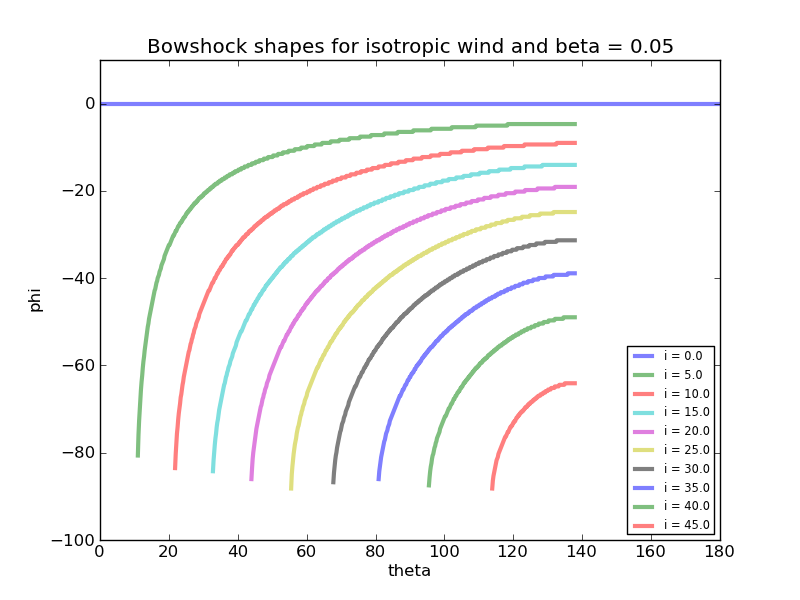 Bowshock shapes for isotropic wind and beta = 0.05
phi
0
−20
−40
−60
−80
−100
0 20 40 60 80 100 120 140 160 180
theta
i = 0.0
i = 5.0
i = 10.0
i = 15.0
i = 20.0
i = 25.0
i = 30.0
i = 35.0
i = 40.0
i = 45.0